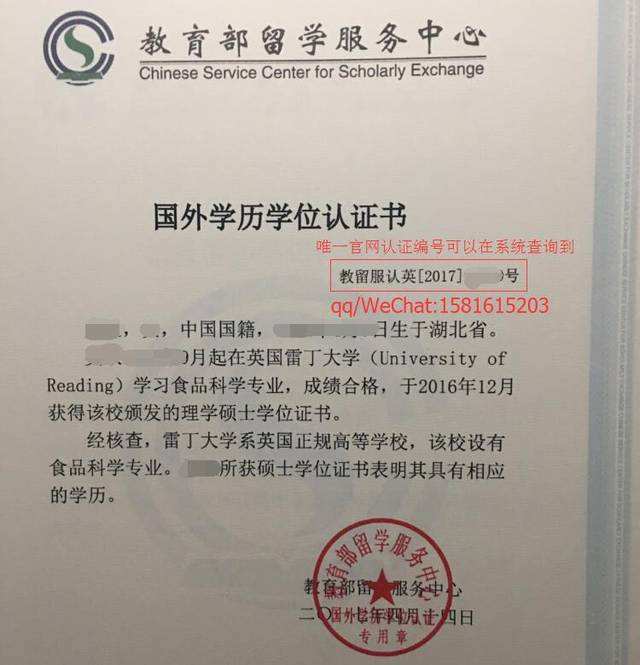 教育部留学服务中心
Chinese Service Center for Scholarly Exchange
国外学历学位认证书
唯一官网认证编号可以在系统查询到
教留服认英[2017] 号
qq/WeChat:1581615203
,中国国籍, 日生于湖北省。
9月起在英国雷丁大学(University of
Reading)学习食品科学专业,成绩合格,于2016年12月
获得该校颁发的理学硕士学位证书。
经核查,雷丁大学系英国正规高等学校,该校设有
食品科学专业。 所获硕士学位证书表明其具有相应
的学历。
教育部留学服务中心
教育部留学服务中心
二〇一七年四月十四日
国外学历学位认证
专用章